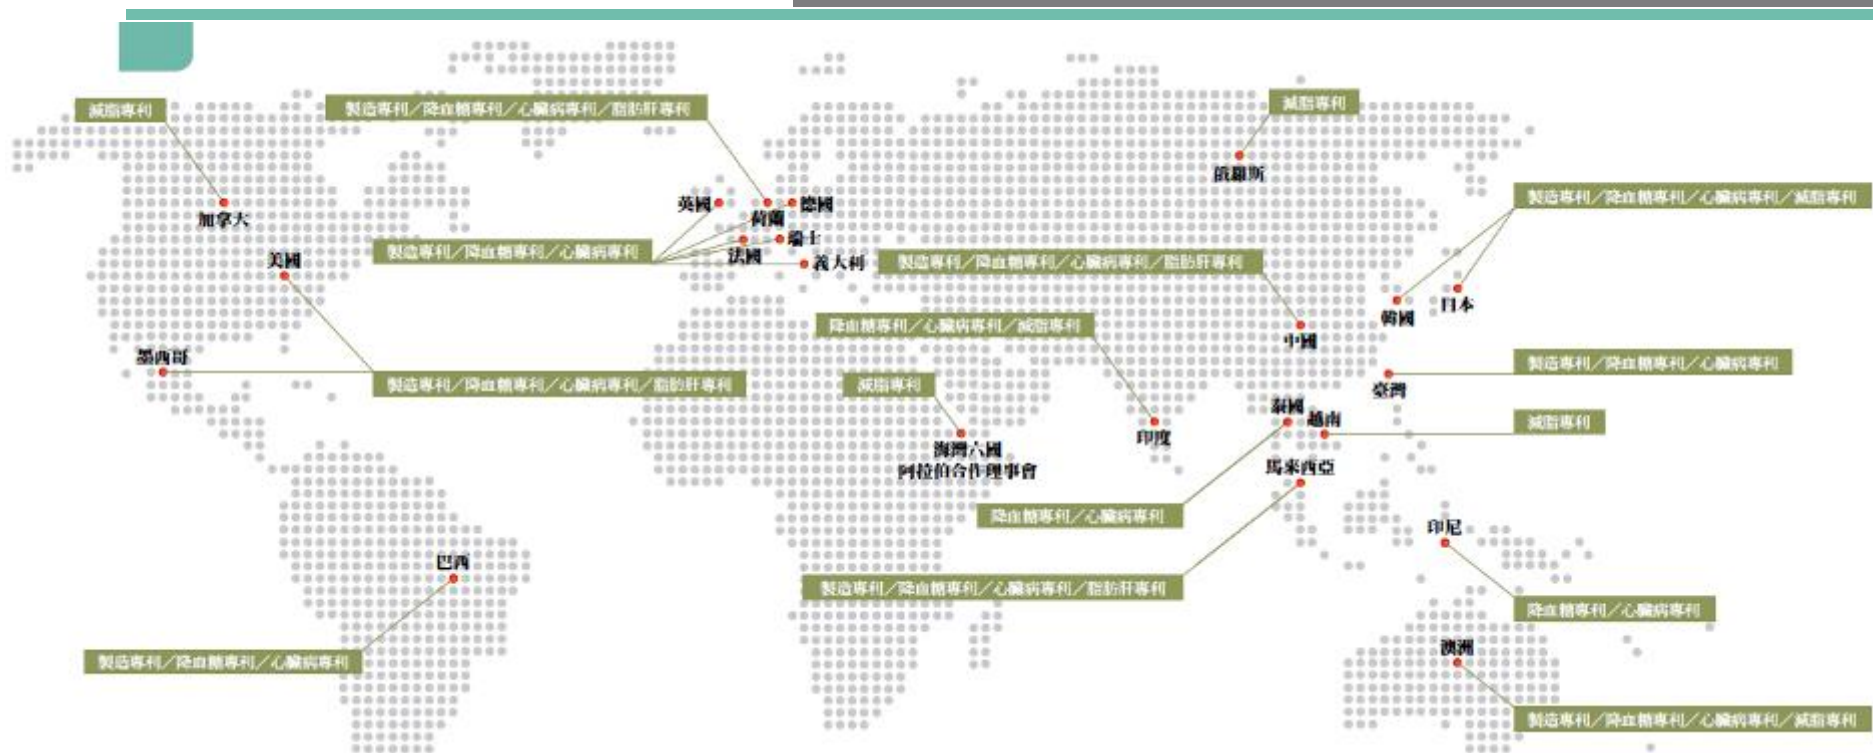 減脂專利
製造專利／降血糖專利／心臟病專利／脂肪肝專利
減脂專利
俄羅斯
製造專利／降血糖專利／心臟病專利／減脂專利
加拿大
英國
荷蘭
德國
製造專利／降血糖專利／心臟病專利
法國
瑞士
義大利
美國
製造專利／降血糖專利／心臟病專利／脂肪肝專利
日本
韓國
中國
降血糖專利／心臟病專利／減脂專利
墨西哥
製造專利／降血糖專利／心臟病專利／脂肪肝專利
減脂專利
製造專利／降血糖專利／心臟病專利
臺灣
泰國
越南
減脂專利
印度
海灣六國
阿拉伯合作理事會
馬來西亞
降血糖專利／心臟病專利
印尼
巴西
製造專利／降血糖專利／心臟病專利／脂肪肝專利
降血糖專利／心臟病專利
澳洲
製造專利／降血糖專利／心臟病專利
製造專利／降血糖專利／心臟病專利／減脂專利